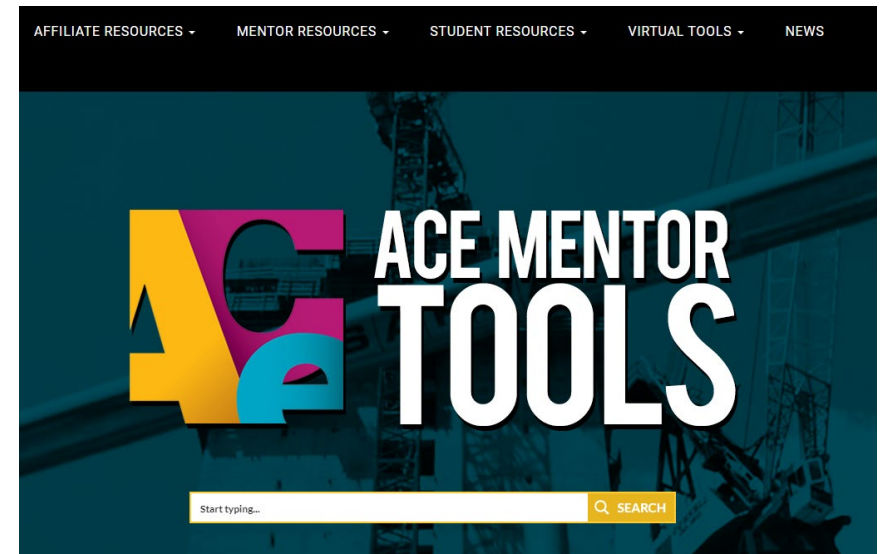 AFFILIATE RESOURCES MENTOR RESOURCES STUDENT RESOURCES VIRTUAL TOOLS NEWS
ACe ACE MENTOR
TOOLS
Start typing... SEARCH